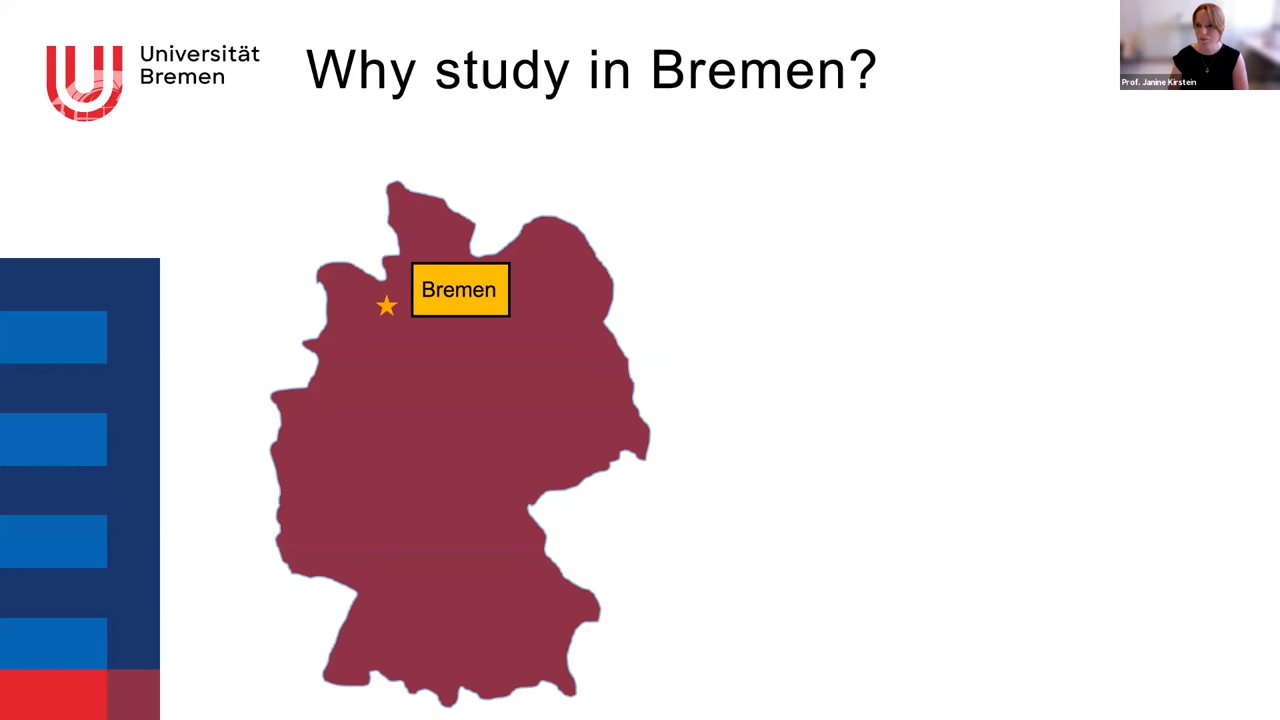 Universität
Bremen
Why study in Bremen?
Prof. Janine Kirstein
Bremen